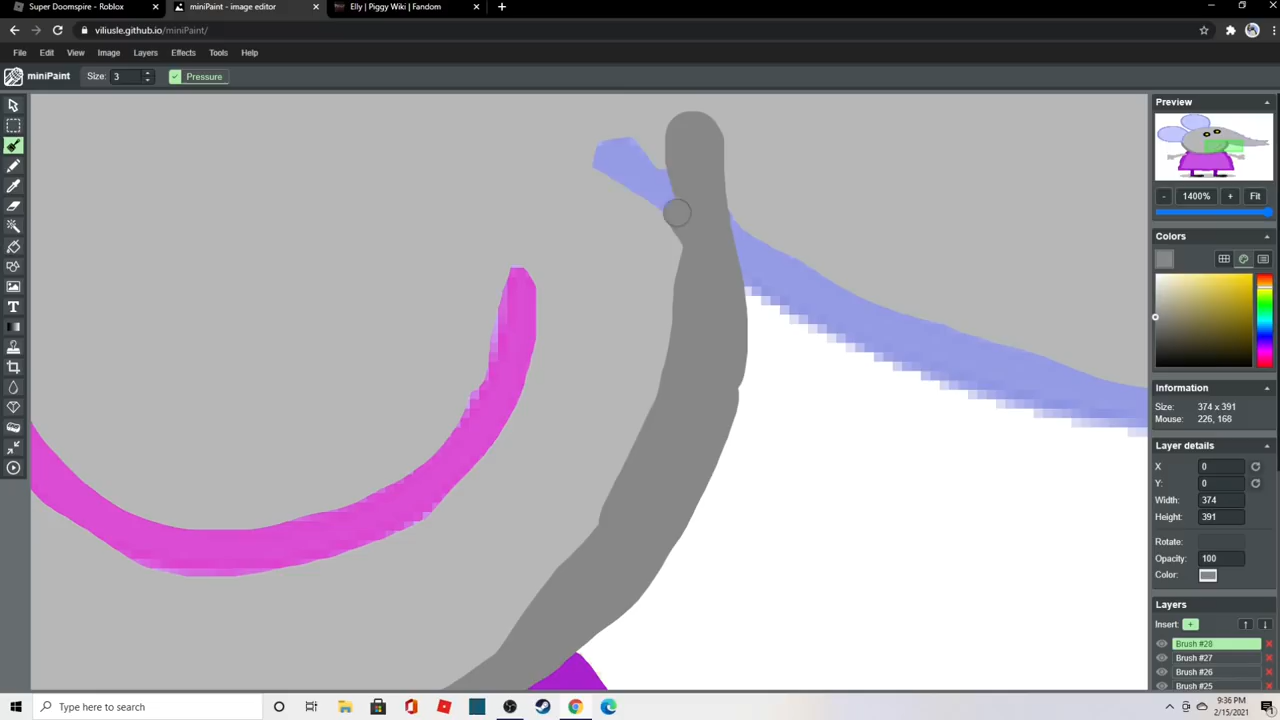 Super Doomspire - Roblox
miniPaint - image editor
Elly | Piggy Wiki | Fandom
viliusle.github.io/miniPaint/
File Edit View Image Layers Effects Tools Help
miniPaint Size: 3 Pressure
Preview
- 1400% + Fit
Colors
Information
Size: 374 x 391
Mouse: 226, 168
Layer details
X 0
Y: 0
Width: 374
Height: 391
Rotate:
Opacity: 100
Color:
Layers
Insert: + ↑ ↓
Brush #28
Brush #27
Brush #26
Brush #25
Type here to search
9:36 PM
2/15/2021